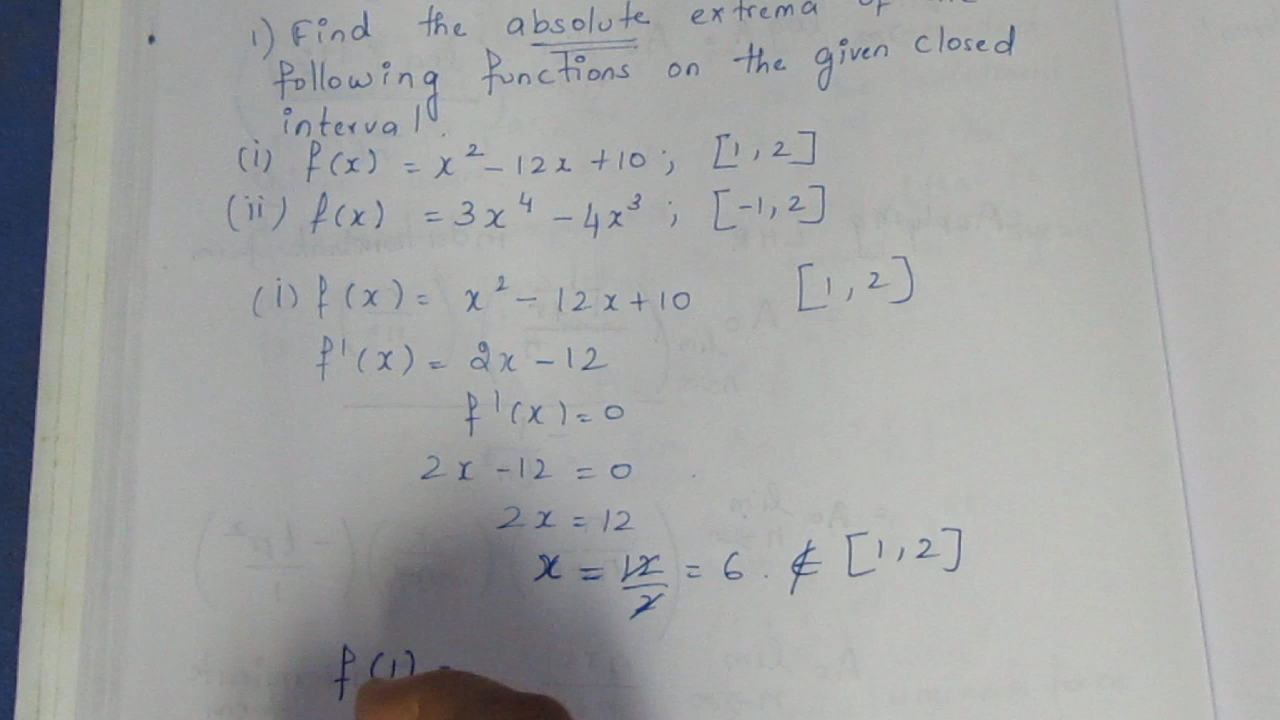 1) Find the absolute extrema
following functions on the given closed
interval.
(i) f(x) = x² - 12x + 10 ; [1, 2]
(ii) f(x) = 3x⁴ - 4x³ ; [-1, 2]
(i) f(x) = x² - 12x + 10 [1, 2]
f'(x) = 2x - 12
f'(x) = 0
2x - 12 = 0
2x = 12
x = 12/2 = 6 . ∉ [1, 2]
f(1) =